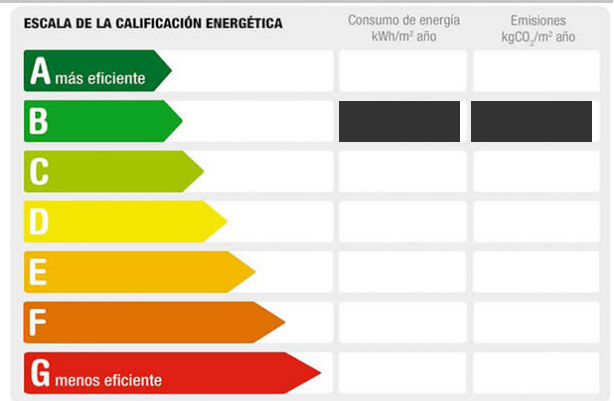 ESCALA DE LA CALIFICACIÓN ENERGÉTICA
Consumo de energía
kWh/m² año
Emisiones
kgCO₂/m² año
A más eficiente
B
C
D
E
F
G menos eficiente